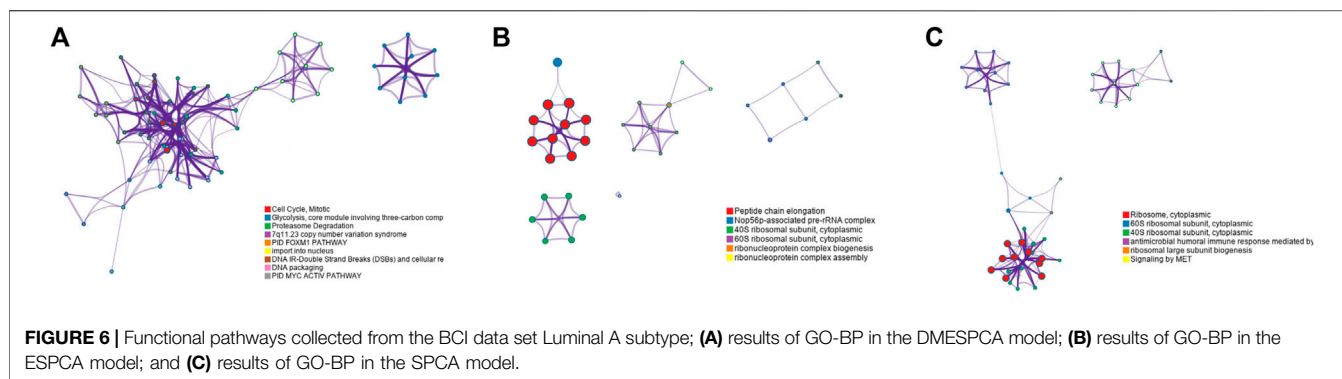 A
B
C
Cell Cycle, Mitotic
Glycolysis, core module involving three-carbon comp
Proteasome Degradation
7q11.23 copy number variation syndrome
PID FOXM1 PATHWAY
import into nucleus
DNA IR-Double Strand Breaks (DSBs) and cellular re
DNA packaging
PID MYC ACTIV PATHWAY
Peptide chain elongation
Nop56p-associated pre-rRNA complex
40S ribosomal subunit, cytoplasmic
60S ribosomal subunit, cytoplasmic
ribonucleoprotein complex biogenesis
ribonucleoprotein complex assembly
Ribosome, cytoplasmic
60S ribosomal subunit, cytoplasmic
40S ribosomal subunit, cytoplasmic
antimicrobial humoral immune response mediated by
ribosomal large subunit biogenesis
Signaling by MET
FIGURE 6 | Functional pathways collected from the BCI data set Luminal A subtype; (A) results of GO-BP in the DMESPCA model; (B) results of GO-BP in the
ESPCA model; and (C) results of GO-BP in the SPCA model.